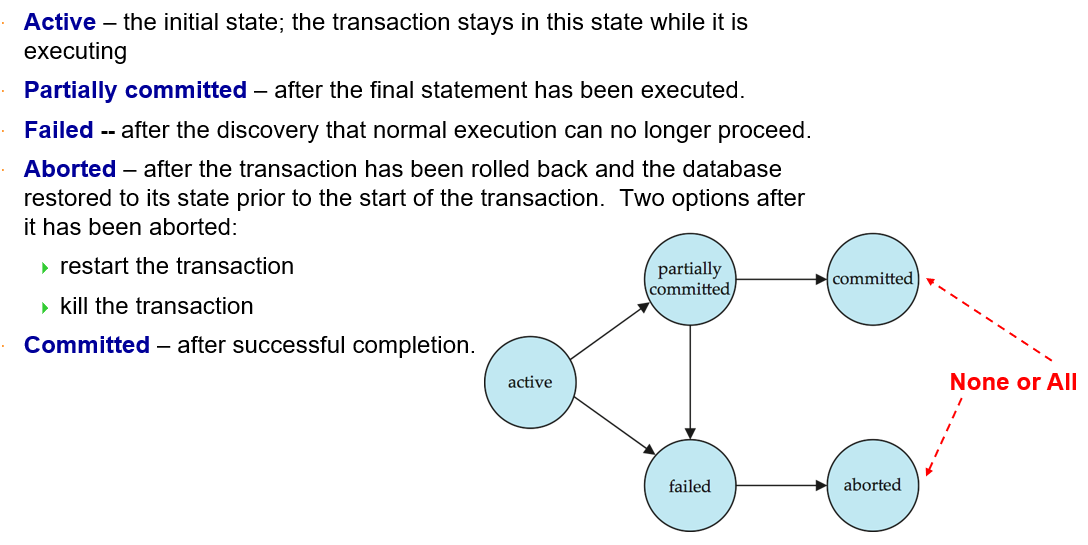 Active – the initial state; the transaction stays in this state while it is
executing
Partially committed – after the final statement has been executed.
Failed -- after the discovery that normal execution can no longer proceed.
Aborted – after the transaction has been rolled back and the database
restored to its state prior to the start of the transaction.  Two options after
it has been aborted:
restart the transaction
kill the transaction
Committed – after successful completion.
partially
committed
committed
active
None or All
failed
aborted